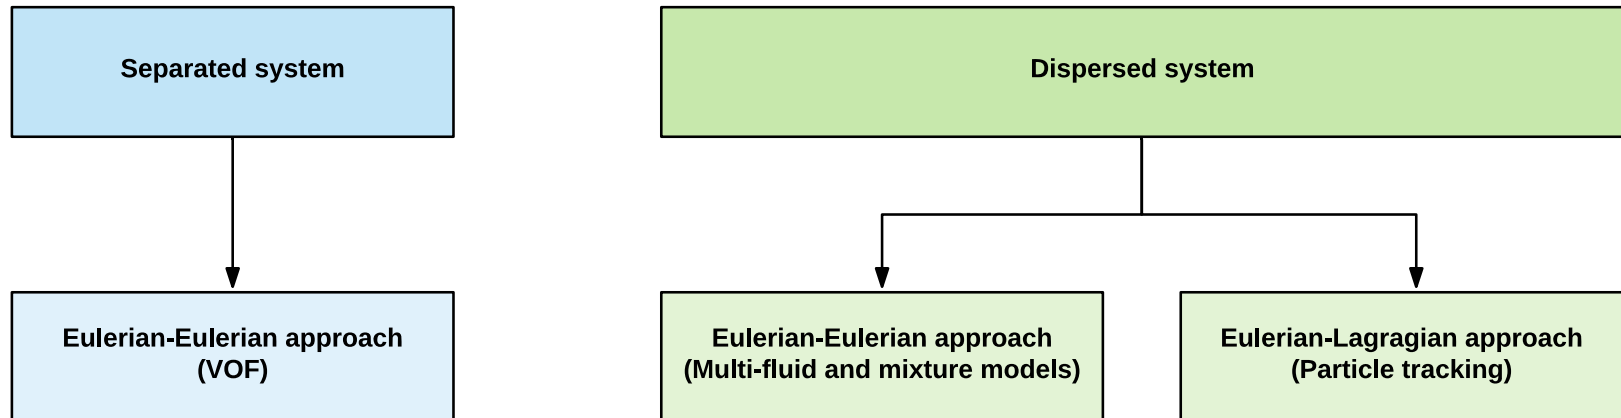 Separated system
Dispersed system
Eulerian-Eulerian approach
(VOF)
Eulerian-Eulerian approach
(Multi-fluid and mixture models)
Eulerian-Lagragian approach
(Particle tracking)